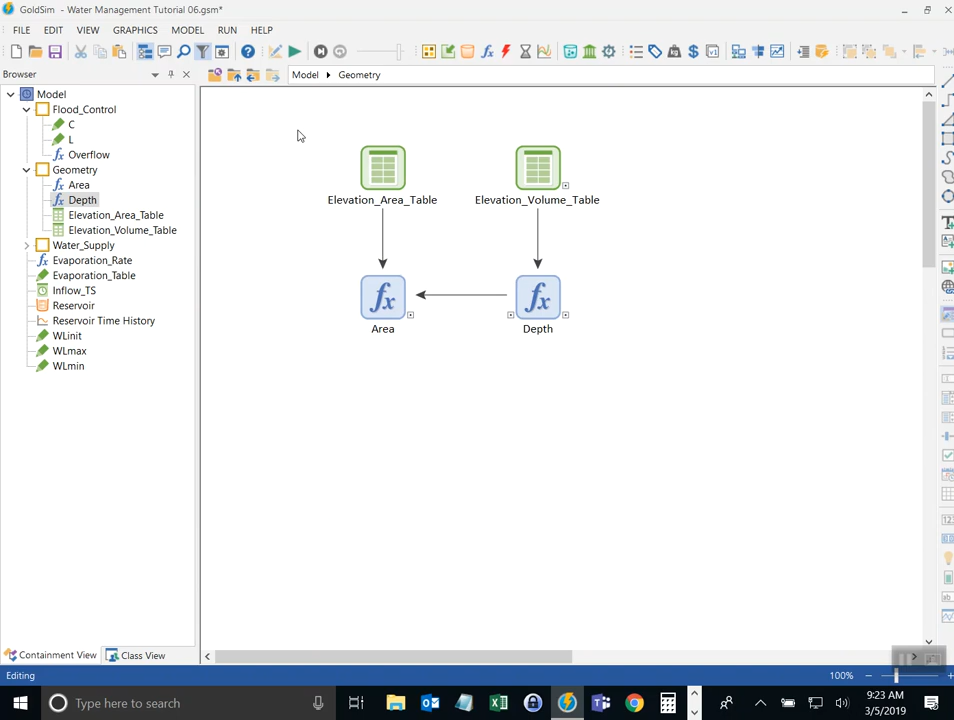 GoldSim - Water Management Tutorial 06.gsm*
FILE EDIT VIEW GRAPHICS MODEL RUN HELP
Browser
Model Geometry
Model
Flood_Control
C
L
Overflow
Geometry
Area
Depth
Elevation_Area_Table
Elevation_Volume_Table
Water_Supply
Evaporation_Rate
Evaporation_Table
Inflow_TS
Reservoir
Reservoir Time History
WLinit
WLmax
WLmin
Elevation_Area_Table Elevation_Volume_Table
Area Depth
Containment View Class View
Editing 100%
Type here to search
9:23 AM
3/5/2019